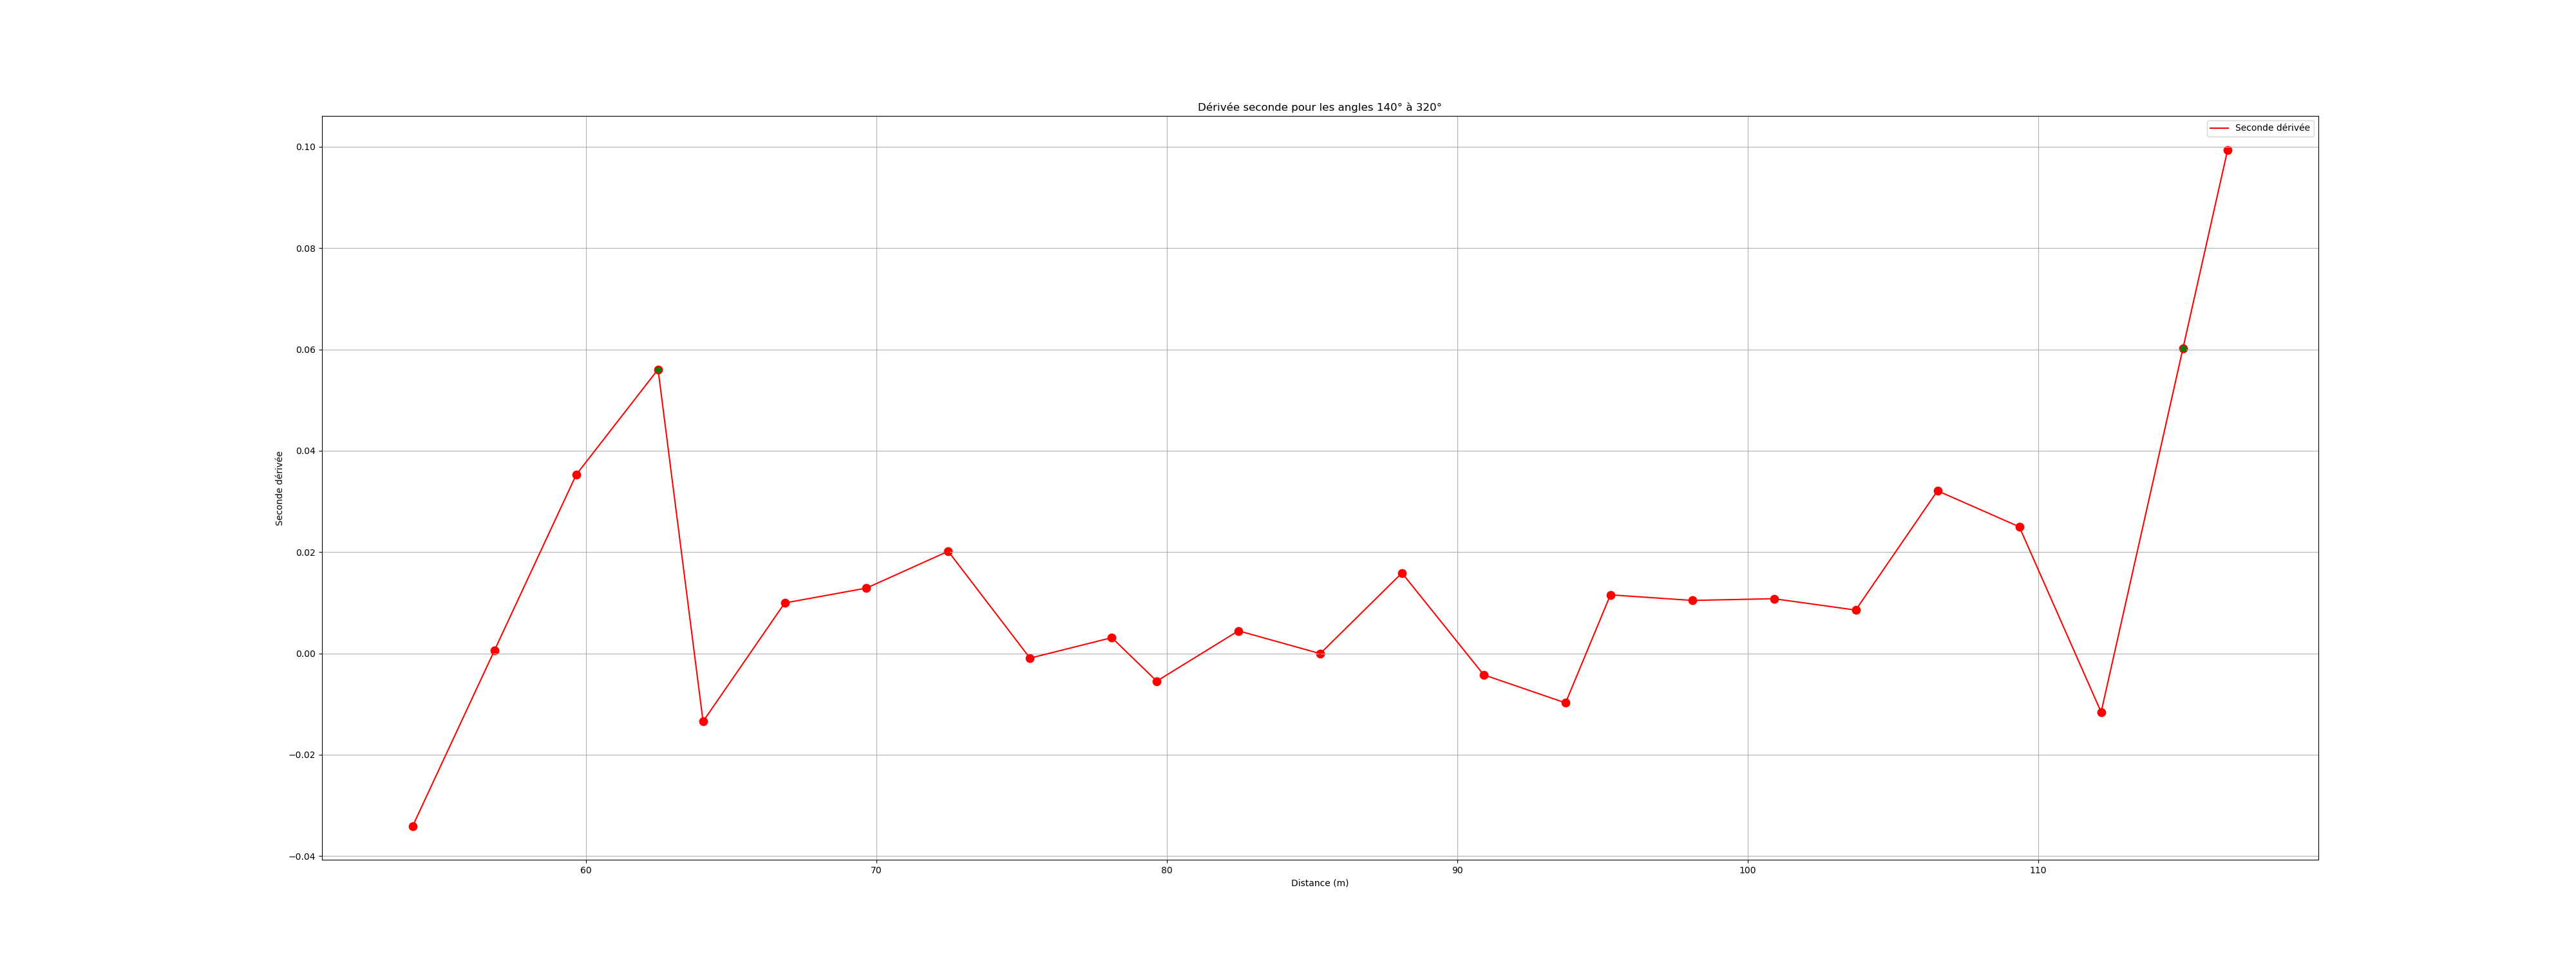 Dérivée seconde pour les angles 140° à 320°
Seconde dérivée
0.10
0.08
0.06
0.04
0.02
0.00
−0.02
−0.04
Seconde dérivée
60 70 80 90 100 110
Distance (m)